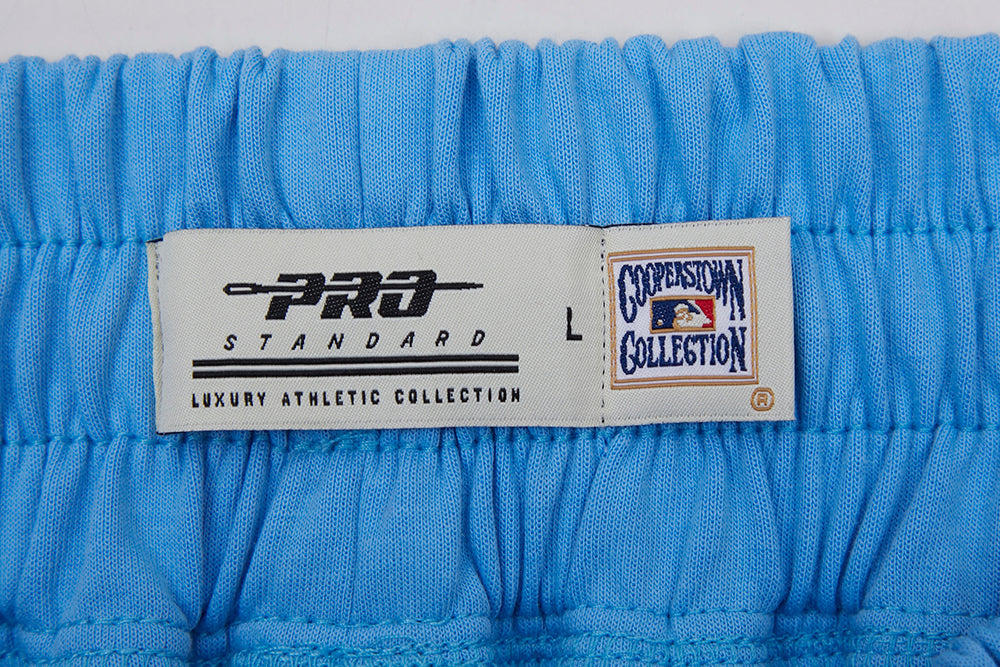 PRO
STANDARD
LUXURY ATHLETIC COLLECTION
L
COOPERSTOWN
COLLECTION
®